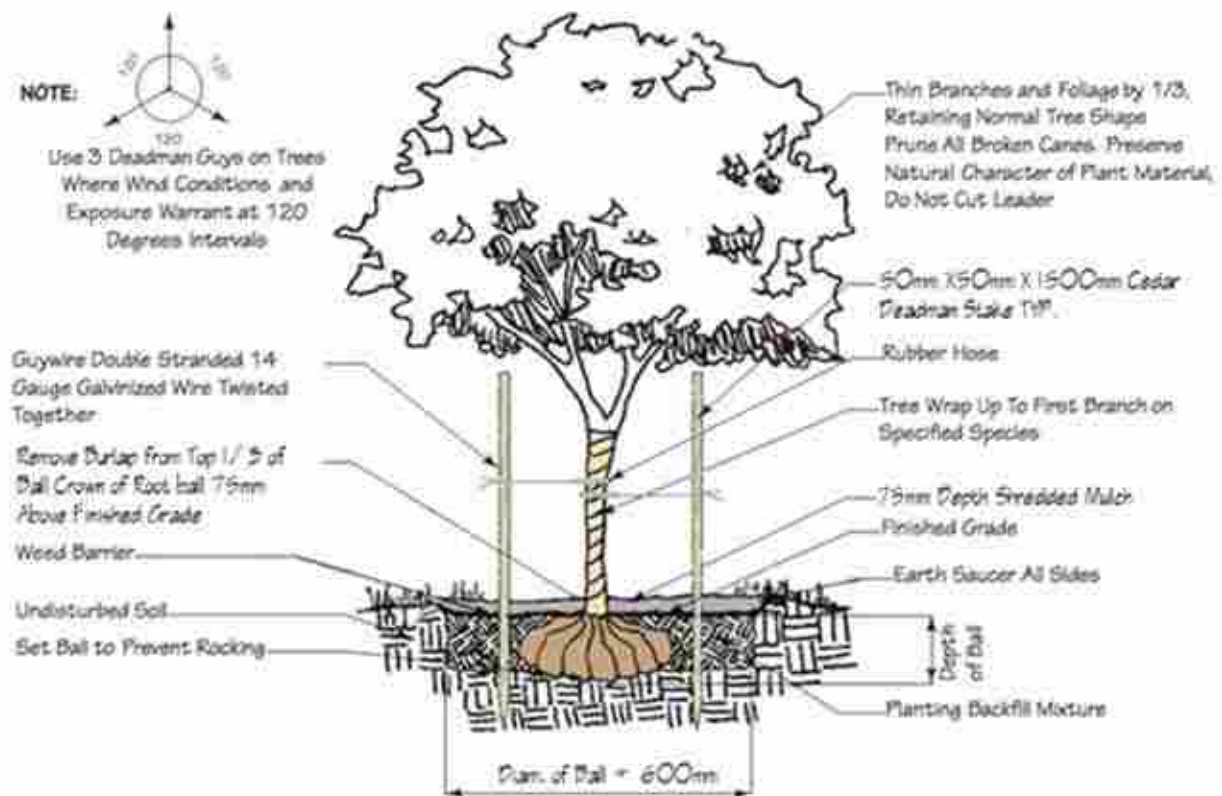 NOTE:
120
120
120
Use 3 Deadman Guys on Trees
Where Wind Conditions and
Exposure Warrant at 120
Degrees Intervals
Guywire Double Stranded 14
Gauge Galvinized Wire Twisted
Together
Remove Burlap from Top 1/3 of
Ball Crown of Root ball 75mm
Above Finished Grade
Weed Barrier
Undisturbed Soil
Set Ball to Prevent Rocking
Thin Branches and Foliage by 1/3,
Retaining Normal Tree Shape
Prune All Broken Canes. Preserve
Natural Character of Plant Material,
Do Not Cut Leader
50mm X50mm X 1500mm Cedar
Deadman Stake TYP.
Rubber Hose
Tree Wrap Up To First Branch on
Specified Species
75mm Depth Shredded Mulch
Finished Grade
Earth Saucer All Sides
Depth
of Ball
Planting Backfill Mixture
Diam. of Ball + 600mm